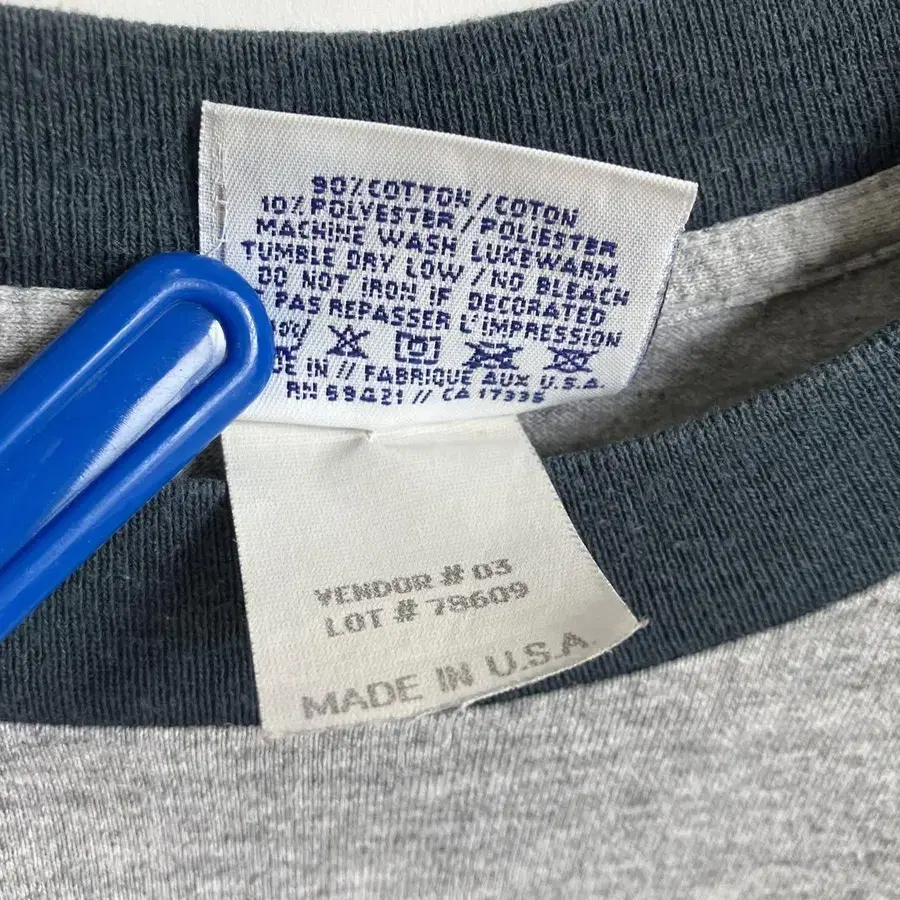 90% COTTON / COTON
10% POLYESTER / POLIESTER
MACHINE WASH LUKEWARM
TUMBLE DRY LOW / NO BLEACH
DO NOT IRON IF DECORATED
PAS REPASSER L'IMPRESSION
IN // FABRIQUE AUX U.S.A.
RN 59421 // CA 17335
VENDOR # 03
LOT # 78609
MADE IN U.S.A.